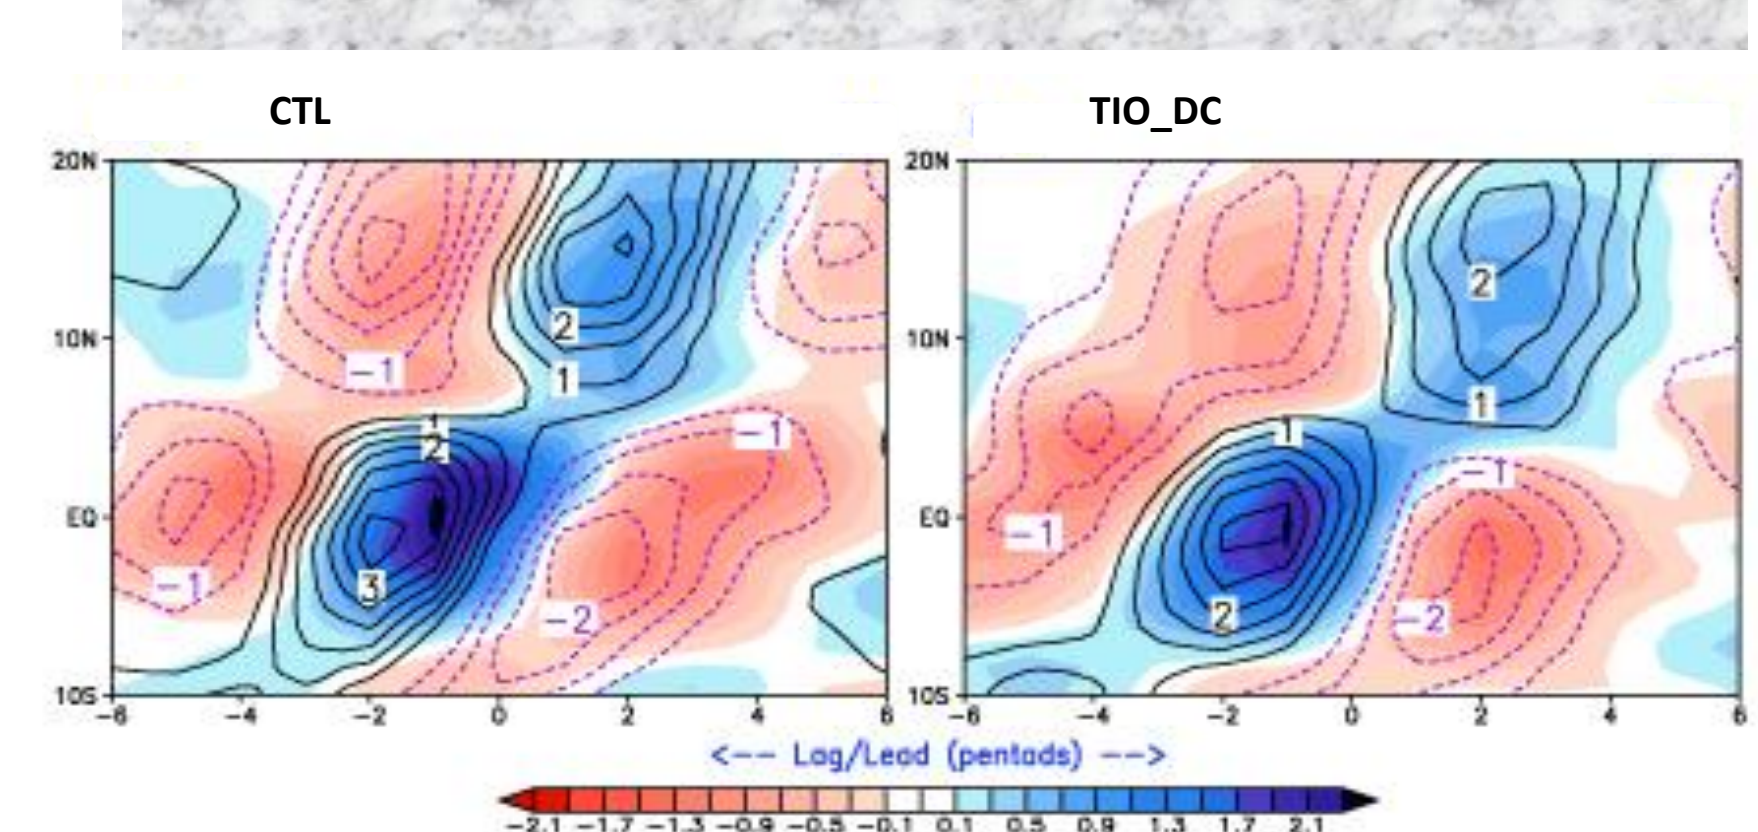 CTL TIO_DC
20N 20N
2
-1 1 2
10N 10N
1 1
2 -1 -1
EQ EQ -1
-1 3 -2 2 -2
10S 10S
-6 -4 -2 0 2 4 6 -6 -4 -2 0 2 4 6
<-- Lag/Lead (pentads) -->
-2.1 -1.7 -1.3 -0.9 -0.5 -0.1 0.1 0.5 0.9 1.3 1.7 2.1